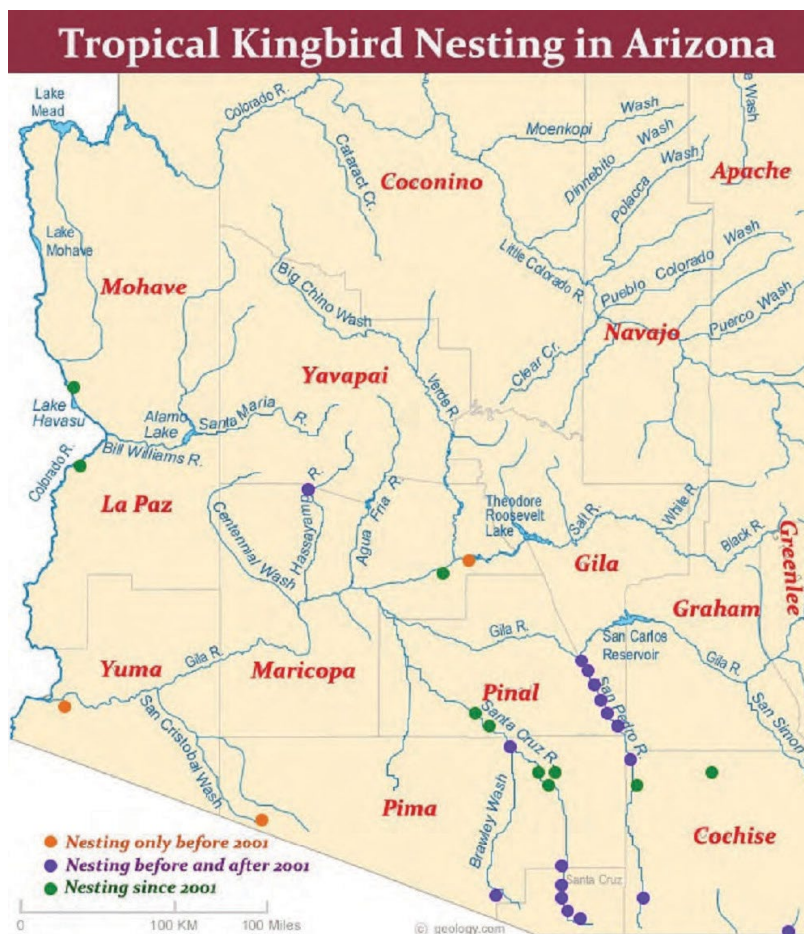 Tropical Kingbird Nesting in Arizona
Lake
Mead
Colorado R.
Cataract Cr.
Moenkopi Wash
Dinnebito Wash
Polacca Wash
e Wash
Apache
Coconino
Lake
Mohave
Mohave
Little Colorado R.
Pueblo Colorado Wash
Puerco Wash
Navajo
Clear Cr.
Big Chino Wash
Yavapai
Verde R.
Lake
Havasu
Alamo
Lake
Santa Maria R.
Bill Williams R.
Colorado R.
La Paz
Centennial Wash
Hassayampa R.
Agua Fria R.
Theodore
Roosevelt
Lake
Salt R.
White R.
Black R.
Greenlee
Gila
Graham
San Carlos
Reservoir
Gila R.
Gila R.
San Simon
Yuma
Gila R.
Maricopa
Pinal
San Pedro R.
Santa Cruz R.
San Cristobal Wash
Pima
Brawley Wash
Cochise
Santa Cruz
Nesting only before 2001
Nesting before and after 2001
Nesting since 2001
0 100 KM 100 Miles
(c) geology.com